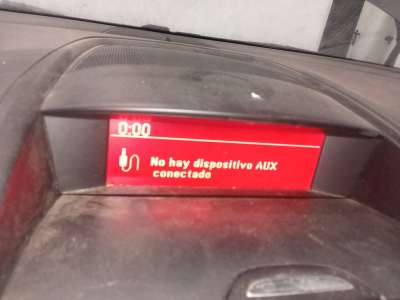 0:00
No hay dispositivo AUX
conectado